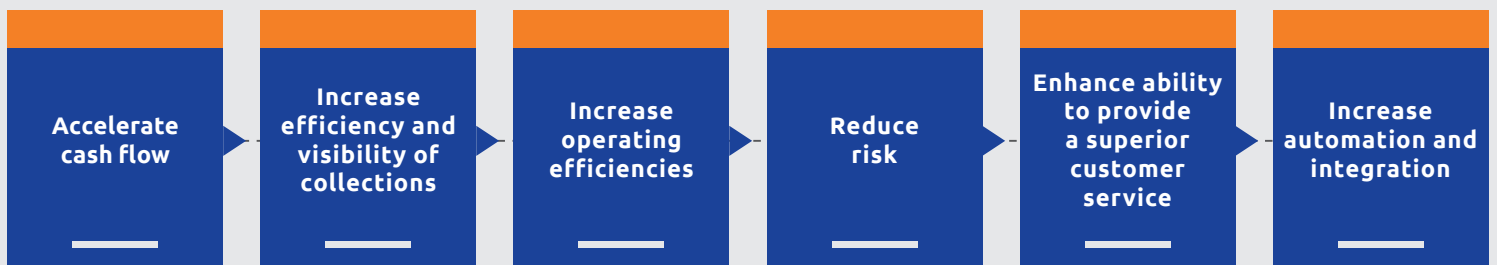 Accelerate
cash flow
Increase
efficiency and
visibility of
collections
Increase
operating
efficiencies
Reduce
risk
Enhance ability
to provide
a superior
customer
service
Increase
automation and
integration